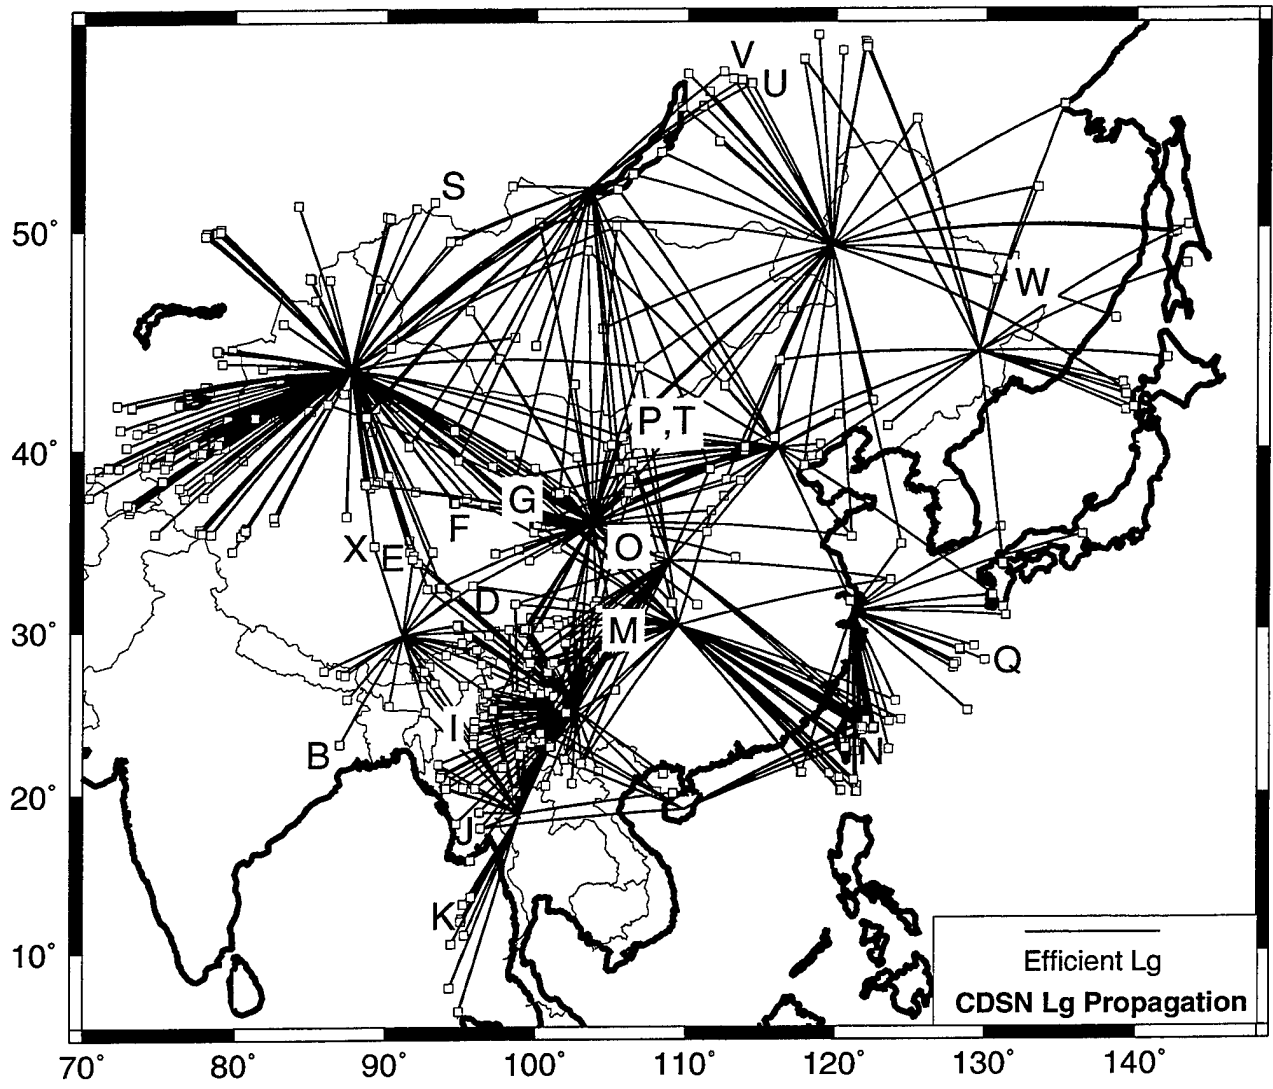 V
U
S
50°
W
P,T
40°
G
F
O
X E
D
30°
M
Q
I
B
N
20°
J
K
10°
Efficient Lg
CDSN Lg Propagation
70° 80° 90° 100° 110° 120° 130° 140°